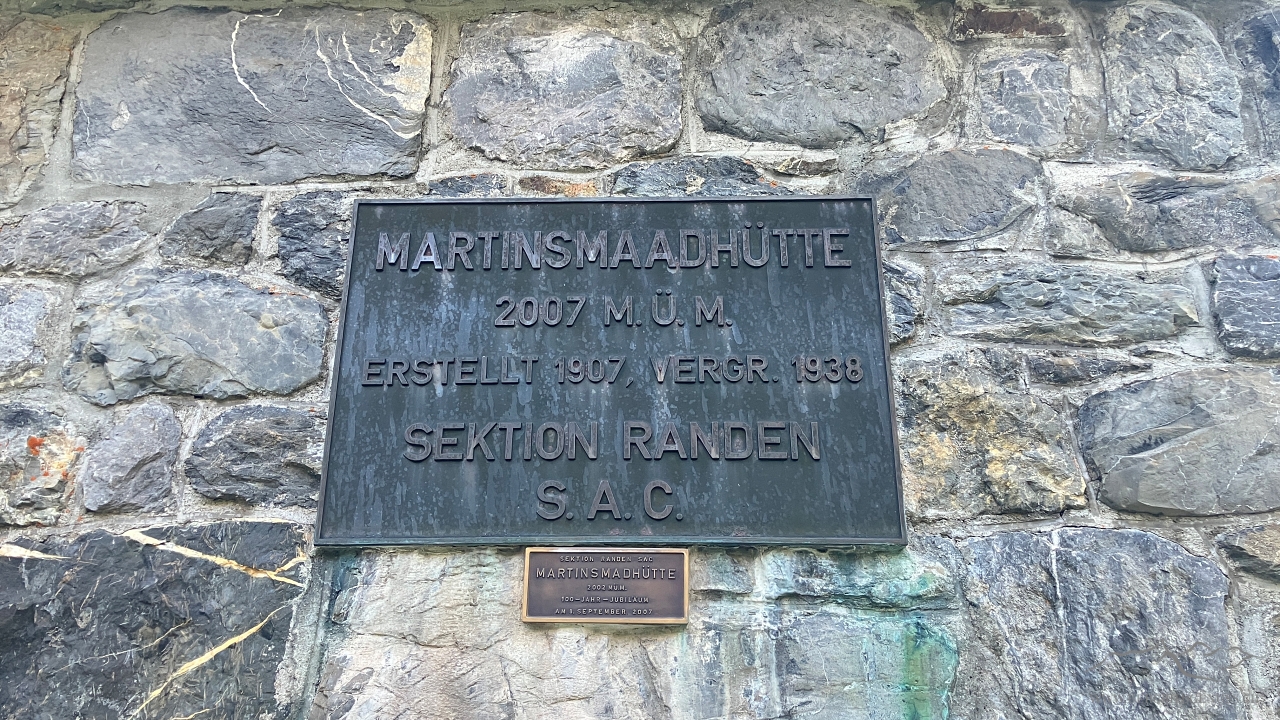 MARTINSMAADHÜTTE
2007 M.Ü.M.
ERSTELLT 1907, VERGR. 1938
SEKTION RANDEN
S.A.C.
SEKTION RANDEN SAC
MARTINSMADHÜTTE
2002 M.Ü.M.
100-JAHR-JUBILÄUM
AM 1. SEPTEMBER 2007